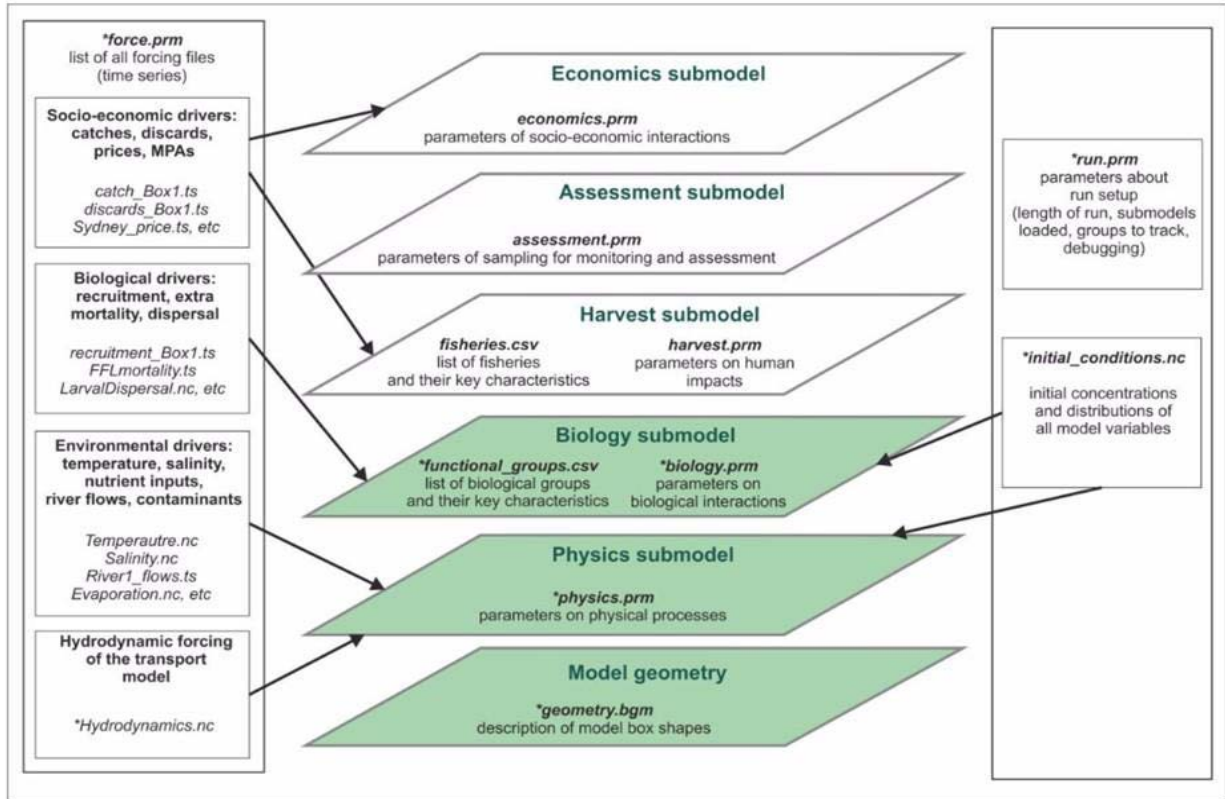 *force.prm
list of all forcing files
(time series)
Socio-economic drivers:
catches, discards,
prices, MPAs
catch_Box1.ts
discards_Box1.ts
Sydney_price.ts, etc
Biological drivers:
recruitment, extra
mortality, dispersal
recruitment_Box1.ts
FFLmortality.ts
LarvalDispersal.nc, etc
Environmental drivers:
temperature, salinity,
nutrient inputs,
river flows, contaminants
Temperautre.nc
Salinity.nc
River1_flows.ts
Evaporation.nc, etc
Hydrodynamic forcing
of the transport
model
*Hydrodynamics.nc
Economics submodel
economics.prm
parameters of socio-economic interactions
Assessment submodel
assessment.prm
parameters of sampling for monitoring and assessment
Harvest submodel
fisheries.csv
list of fisheries
and their key characteristics
harvest.prm
parameters on human
impacts
Biology submodel
*functional_groups.csv
list of biological groups
and their key characteristics
*biology.prm
parameters on
biological interactions
Physics submodel
*physics.prm
parameters on physical processes
Model geometry
*geometry.bgm
description of model box shapes
*run.prm
parameters about
run setup
(length of run, submodels
loaded, groups to track,
debugging)
*initial_conditions.nc
initial concentrations
and distributions of
all model variables